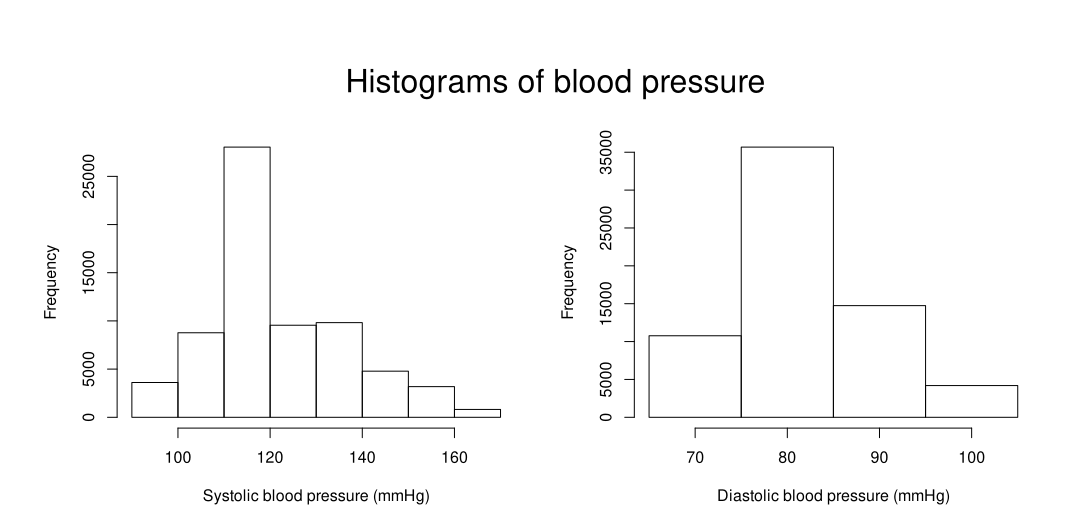 Histograms of blood pressure
Frequency
25000
15000
5000
0
100 120 140 160
Systolic blood pressure (mmHg)
Frequency
35000
25000
15000
5000
0
70 80 90 100
Diastolic blood pressure (mmHg)